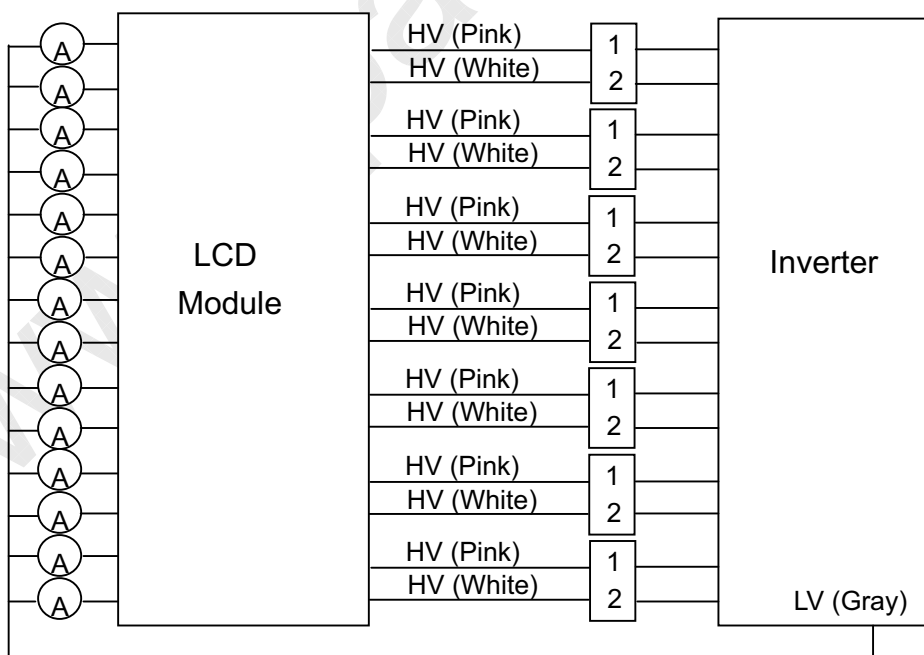 A
A
A
A
A
A
A
A
A
A
A
A
A
A
LCD
Module
HV (Pink)
HV (White)
1
2
HV (Pink)
HV (White)
1
2
HV (Pink)
HV (White)
1
2
HV (Pink)
HV (White)
1
2
HV (Pink)
HV (White)
1
2
HV (Pink)
HV (White)
1
2
HV (Pink)
HV (White)
1
2
Inverter
LV (Gray)